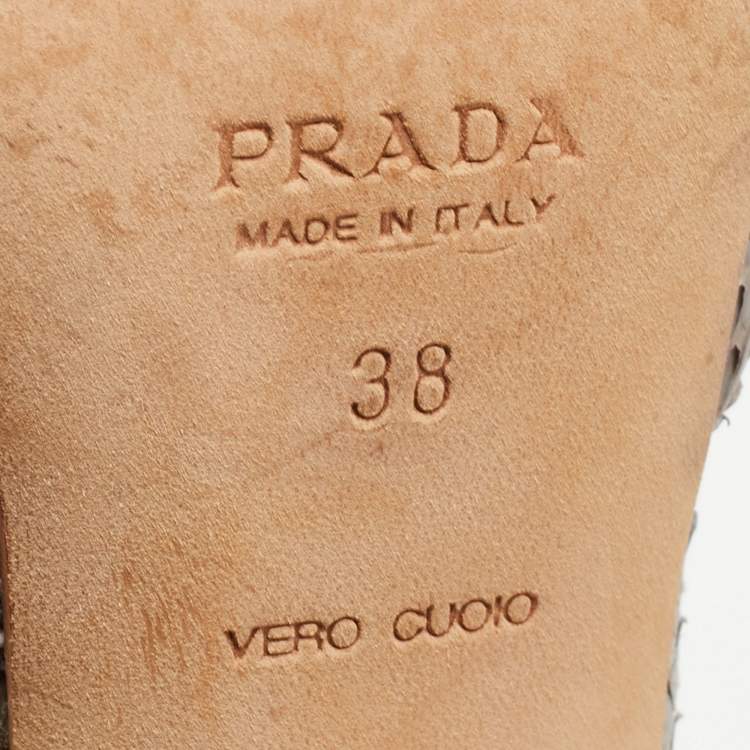 PRADA
MADE IN ITALY
38
VERO CUOIO